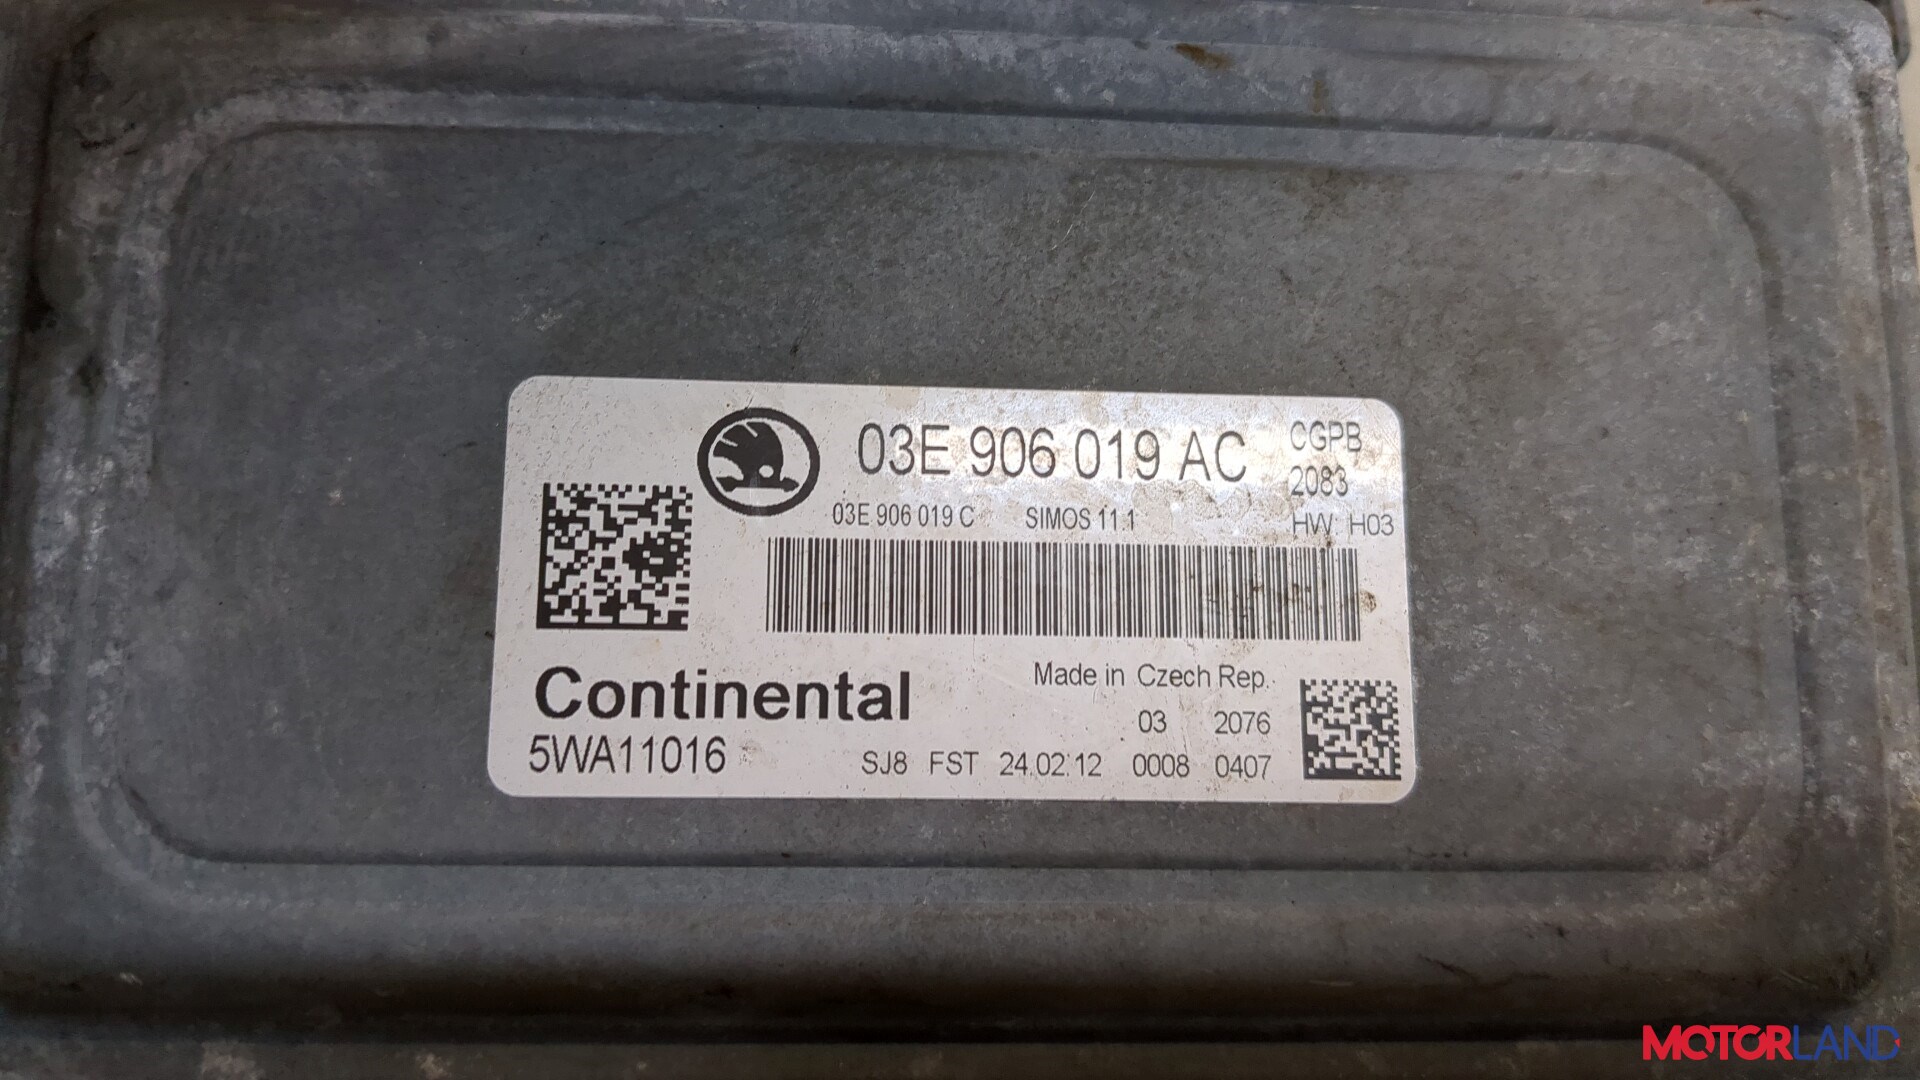 03E 906 019 AC CGPB
2083
03E 906 019 C SIMOS 11.1 HW: H03
Continental Made in Czech Rep.
03 2076
5WA11016 SJ8 FST 24.02.12 0008 0407
MOTORLAND